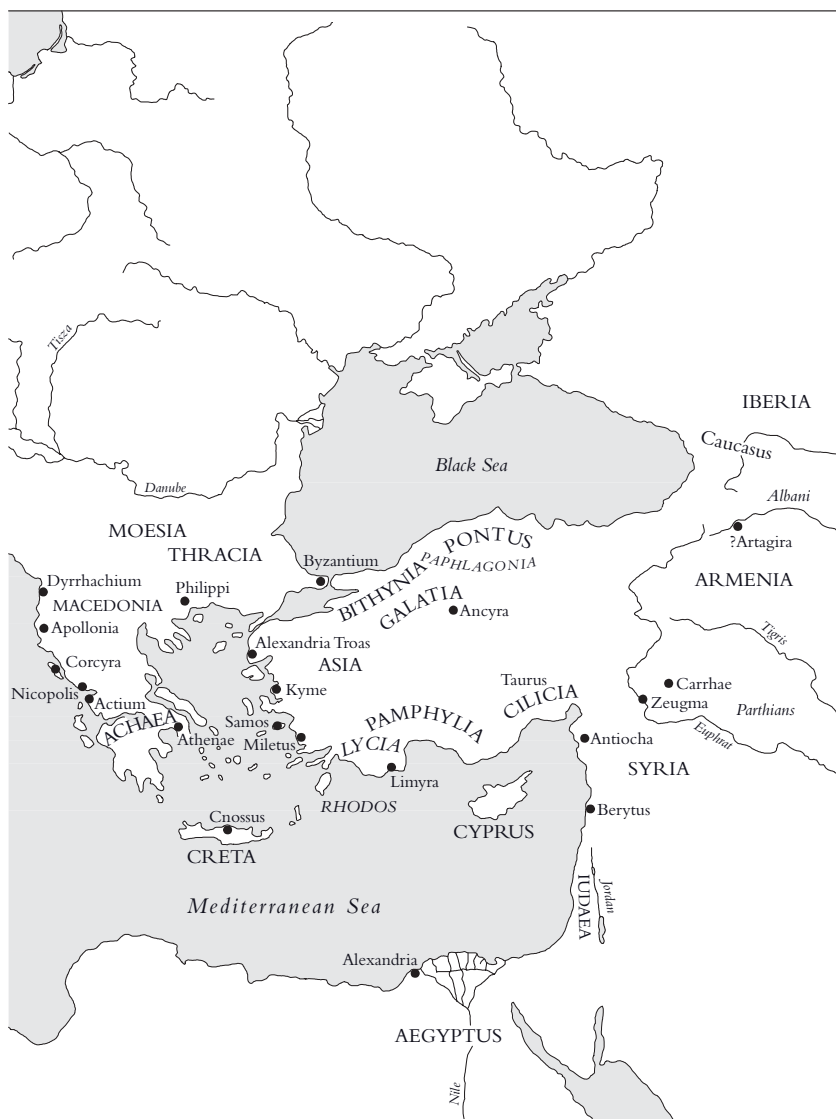 Tisza
IBERIA
Caucasus
Black Sea
Danube
Albani
MOESIA
PONTUS
THRACIA
?Artagira
Byzantium
PAPHLAGONIA
Dyrrhachium
Philippi
BITHYNIA
ARMENIA
MACEDONIA
GALATIA
Ancyra
Apollonia
Tigris
Alexandria Troas
Corcyra
ASIA
Taurus
Carrhae
Nicopolis
Kyme
CILICIA
Zeugma
Actium
Parthians
ACHAEA
Samos
PAMPHYLIA
Euphrat
Athenae
Miletus
LYCIA
Antiocha
SYRIA
Limyra
RHODOS
Cnossus
CYPRUS
Berytus
CRETA
IUDAEA
Jordan
Mediterranean Sea
Alexandria
AEGYPTUS
Nile